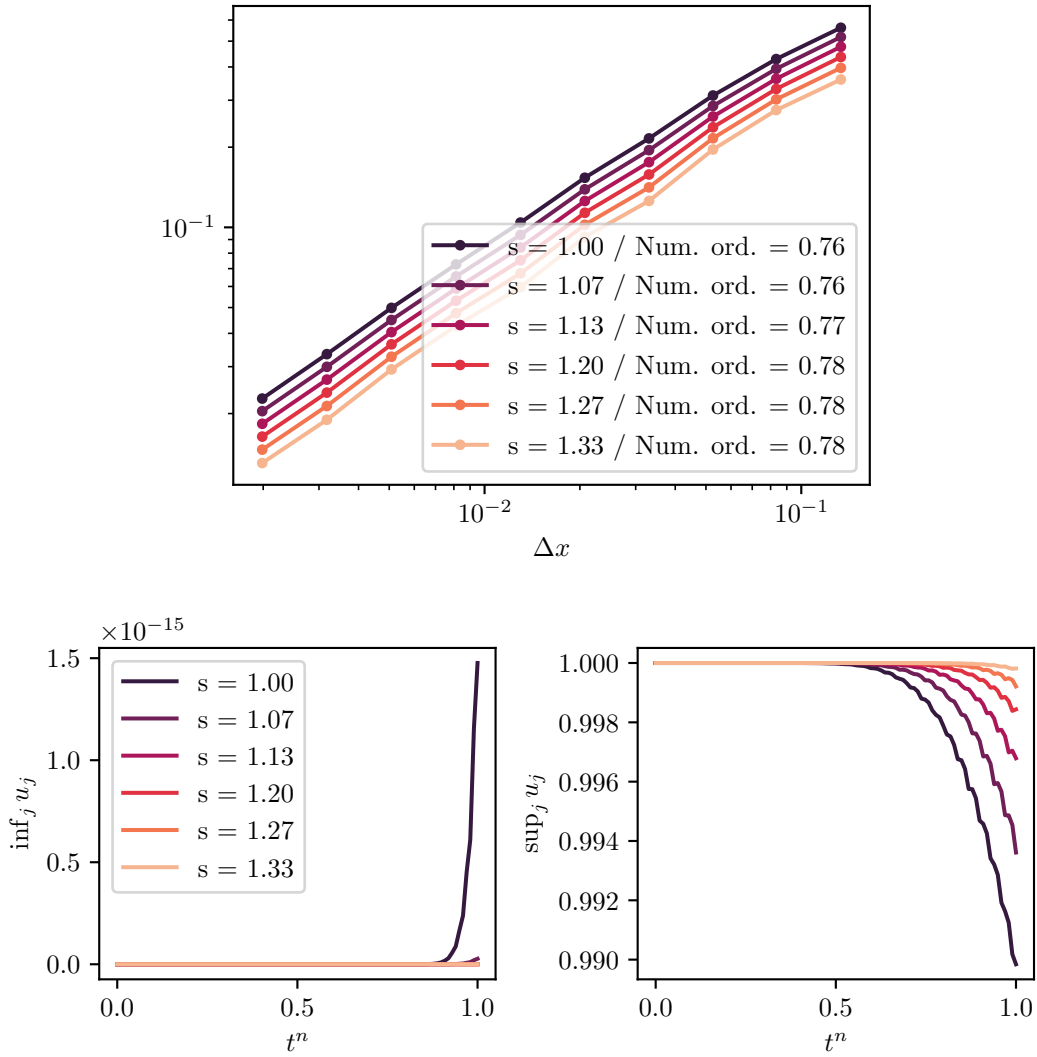 10⁻¹
s = 1.00 / Num. ord. = 0.76
s = 1.07 / Num. ord. = 0.76
s = 1.13 / Num. ord. = 0.77
s = 1.20 / Num. ord. = 0.78
s = 1.27 / Num. ord. = 0.78
s = 1.33 / Num. ord. = 0.78
10⁻² 10⁻¹
Δx
×10⁻¹⁵
1.5
1.0
0.5
0.0
inf_j u_j
s = 1.00
s = 1.07
s = 1.13
s = 1.20
s = 1.27
s = 1.33
0.0 0.5 1.0
tⁿ
1.000
0.998
0.996
0.994
0.992
0.990
sup_j u_j
0.0 0.5 1.0
tⁿ